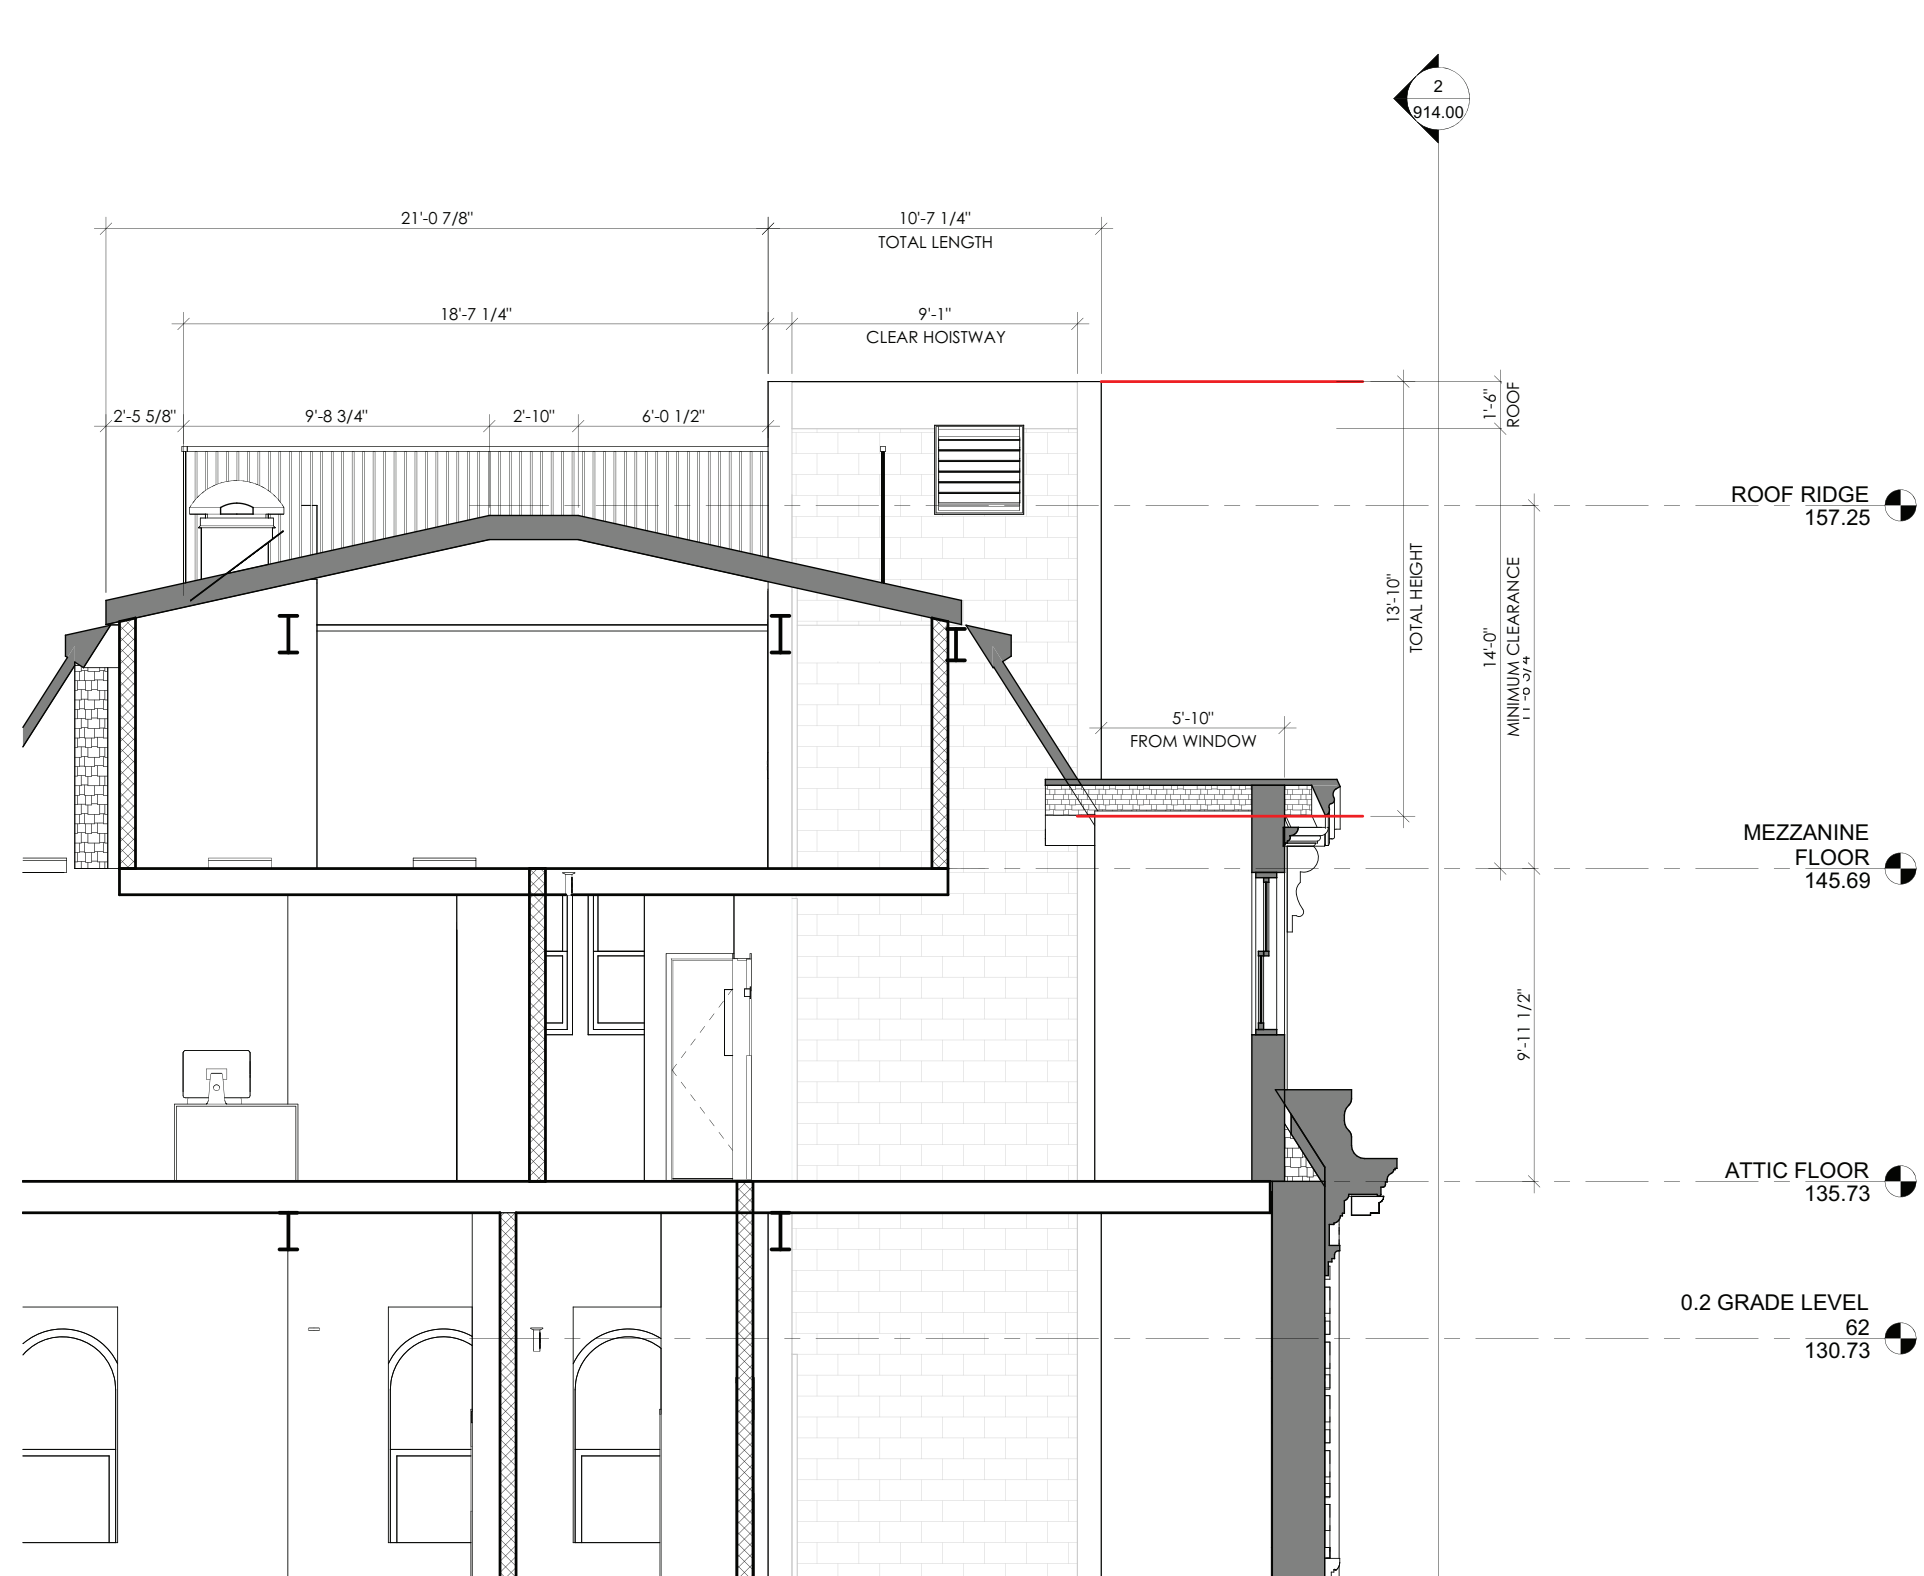 2
914.00
21'-0 7/8"
10'-7 1/4"
TOTAL LENGTH
18'-7 1/4"
9'-1"
CLEAR HOISTWAY
2'-5 5/8"
9'-8 3/4"
2'-10"
6'-0 1/2"
1'-6"
ROOF
ROOF RIDGE
157.25
13'-10"
TOTAL HEIGHT
14'-0"
MINIMUM CLEARANCE
5'-10"
FROM WINDOW
MEZZANINE
FLOOR
145.69
9'-11 1/2"
ATTIC FLOOR
135.73
0.2 GRADE LEVEL
62
130.73